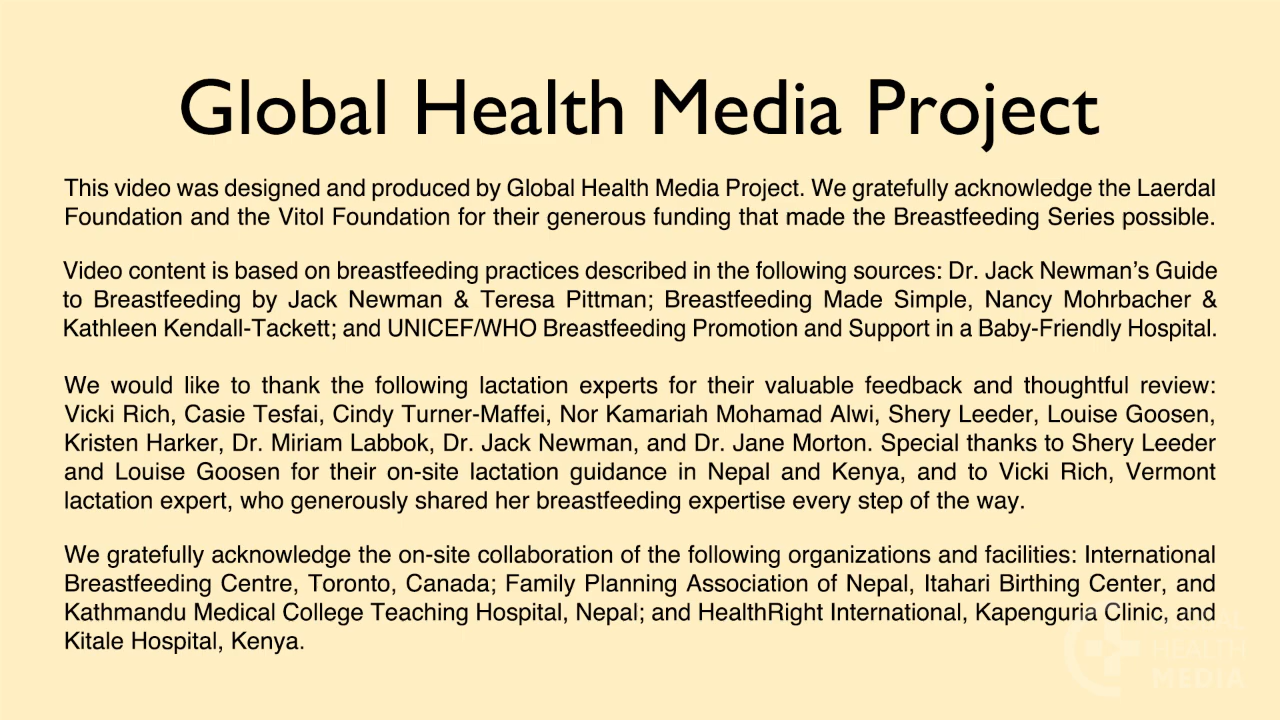 Global Health Media Project
This video was designed and produced by Global Health Media Project. We gratefully acknowledge the Laerdal
Foundation and the Vitol Foundation for their generous funding that made the Breastfeeding Series possible.
Video content is based on breastfeeding practices described in the following sources: Dr. Jack Newman’s Guide
to Breastfeeding by Jack Newman & Teresa Pittman; Breastfeeding Made Simple, Nancy Mohrbacher &
Kathleen Kendall-Tackett; and UNICEF/WHO Breastfeeding Promotion and Support in a Baby-Friendly Hospital.
We would like to thank the following lactation experts for their valuable feedback and thoughtful review:
Vicki Rich, Casie Tesfai, Cindy Turner-Maffei, Nor Kamariah Mohamad Alwi, Shery Leeder, Louise Goosen,
Kristen Harker, Dr. Miriam Labbok, Dr. Jack Newman, and Dr. Jane Morton. Special thanks to Shery Leeder
and Louise Goosen for their on-site lactation guidance in Nepal and Kenya, and to Vicki Rich, Vermont
lactation expert, who generously shared her breastfeeding expertise every step of the way.
We gratefully acknowledge the on-site collaboration of the following organizations and facilities: International
Breastfeeding Centre, Toronto, Canada; Family Planning Association of Nepal, Itahari Birthing Center, and
Kathmandu Medical College Teaching Hospital, Nepal; and HealthRight International, Kapenguria Clinic, and
Kitale Hospital, Kenya.
GLOBAL
HEALTH
MEDIA